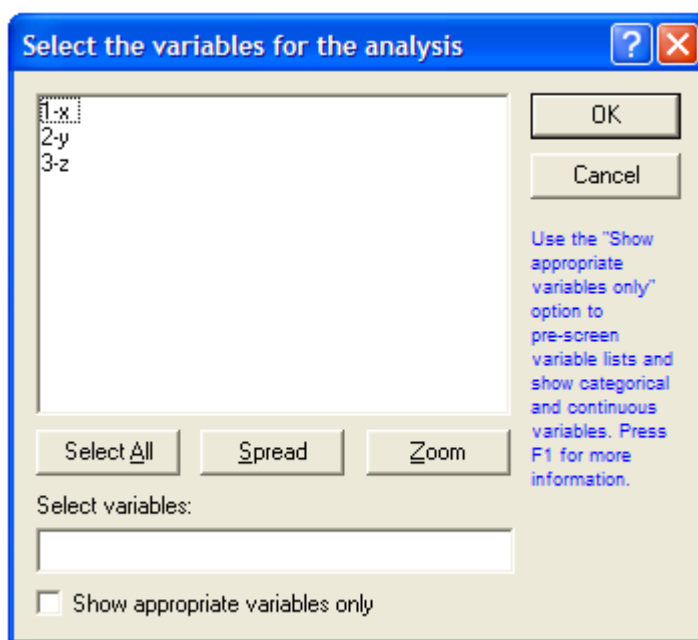 Select the variables for the analysis
?
1-x
2-y
3-z
OK
Cancel
Use the "Show
appropriate
variables only"
option to
pre-screen
variable lists and
show categorical
and continuous
variables. Press
F1 for more
information.
Select All
Spread
Zoom
Select variables:
Show appropriate variables only